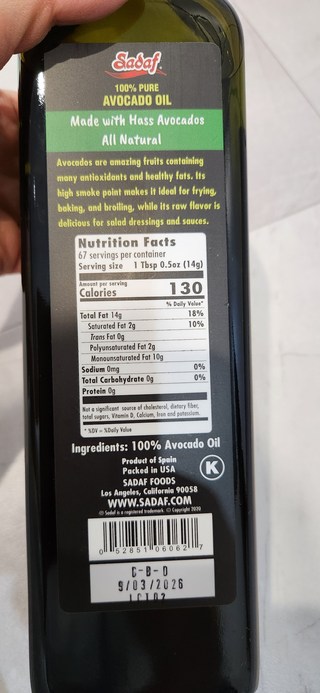 Sadaf
100% PURE
AVOCADO OIL
Made with Hass Avocados
All Natural
Avocados are amazing fruits containing
many antioxidants and healthy fats. Its
high smoke point makes it ideal for frying,
baking, and broiling, while its raw flavor is
delicious for salad dressings and sauces.
Nutrition Facts
67 servings per container
Serving size 1 Tbsp 0.5oz (14g)
Amount per serving
Calories 130
% Daily Value*
Total Fat 14g 18%
Saturated Fat 2g 10%
Trans Fat 0g
Polyunsaturated Fat 2g
Monounsaturated Fat 10g
Sodium 0mg 0%
Total Carbohydrate 0g 0%
Protein 0g
Not a significant source of cholesterol, dietary fiber,
total sugars, Vitamin D, Calcium, Iron and potassium.
* %DV = %Daily Value
Ingredients: 100% Avocado Oil
Product of Spain
Packed in USA
K
SADAF FOODS
Los Angeles, California 90058
WWW.SADAF.COM
® Sadaf is a registered trademark © Copyright 2020
0 52851 06062 7
C-B-D
9/03/2026